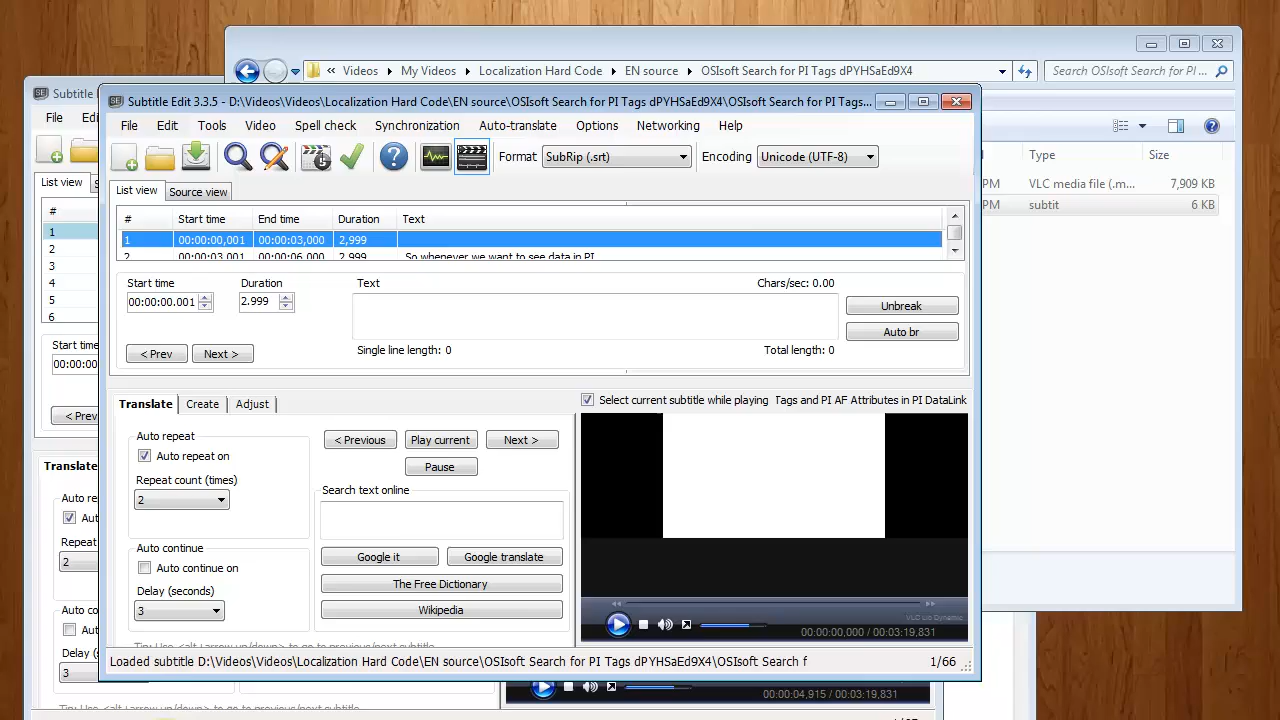 « Videos My Videos Localization Hard Code EN source OSIsoft Search for PI Tags dPYHSaEd9X4
Search OSIsoft Search for PI ...
Type Size
PM VLC media file (.m... 7,909 KB
PM subtit 6 KB
Subtitle
File Ed
List view
#
1
2
3
4
5
6
Start time
00:00:00
< Prev
Translate
Auto re
Aut
Repeat
2
Auto co
Aut
Delay (s
3
Tip: Use <alt+arrow up/down> to go to previous/next subtitle
00:00:04,915 / 00:03:19,831
Subtitle Edit 3.3.5 - D:\Videos\Videos\Localization Hard Code\EN source\OSIsoft Search for PI Tags dPYHSaEd9X4\OSIsoft Search for PI Tags...
File Edit Tools Video Spell check Synchronization Auto-translate Options Networking Help
Format SubRip (.srt) Encoding Unicode (UTF-8)
List view Source view
# Start time End time Duration Text
1 00:00:00,001 00:00:03,000 2,999
2 00:00:03,001 00:00:06,000 2,999 So whenever we want to see data in PI
Start time Duration Text Chars/sec: 0.00
00:00:00.001 2.999
Unbreak
Auto br
< Prev Next > Single line length: 0 Total length: 0
Translate Create Adjust
Select current subtitle while playing Tags and PI AF Attributes in PI DataLink
Auto repeat
Auto repeat on
Repeat count (times)
2
Auto continue
Auto continue on
Delay (seconds)
3
< Previous Play current Next >
Pause
Search text online
Google it Google translate
The Free Dictionary
Wikipedia
Tip: Use <alt+arrow up/down> to go to previous/next subtitle
VLC Lib Dynamic
00:00:00,000 / 00:03:19,831
Loaded subtitle D:\Videos\Videos\Localization Hard Code\EN source\OSIsoft Search for PI Tags dPYHSaEd9X4\OSIsoft Search f
1/66